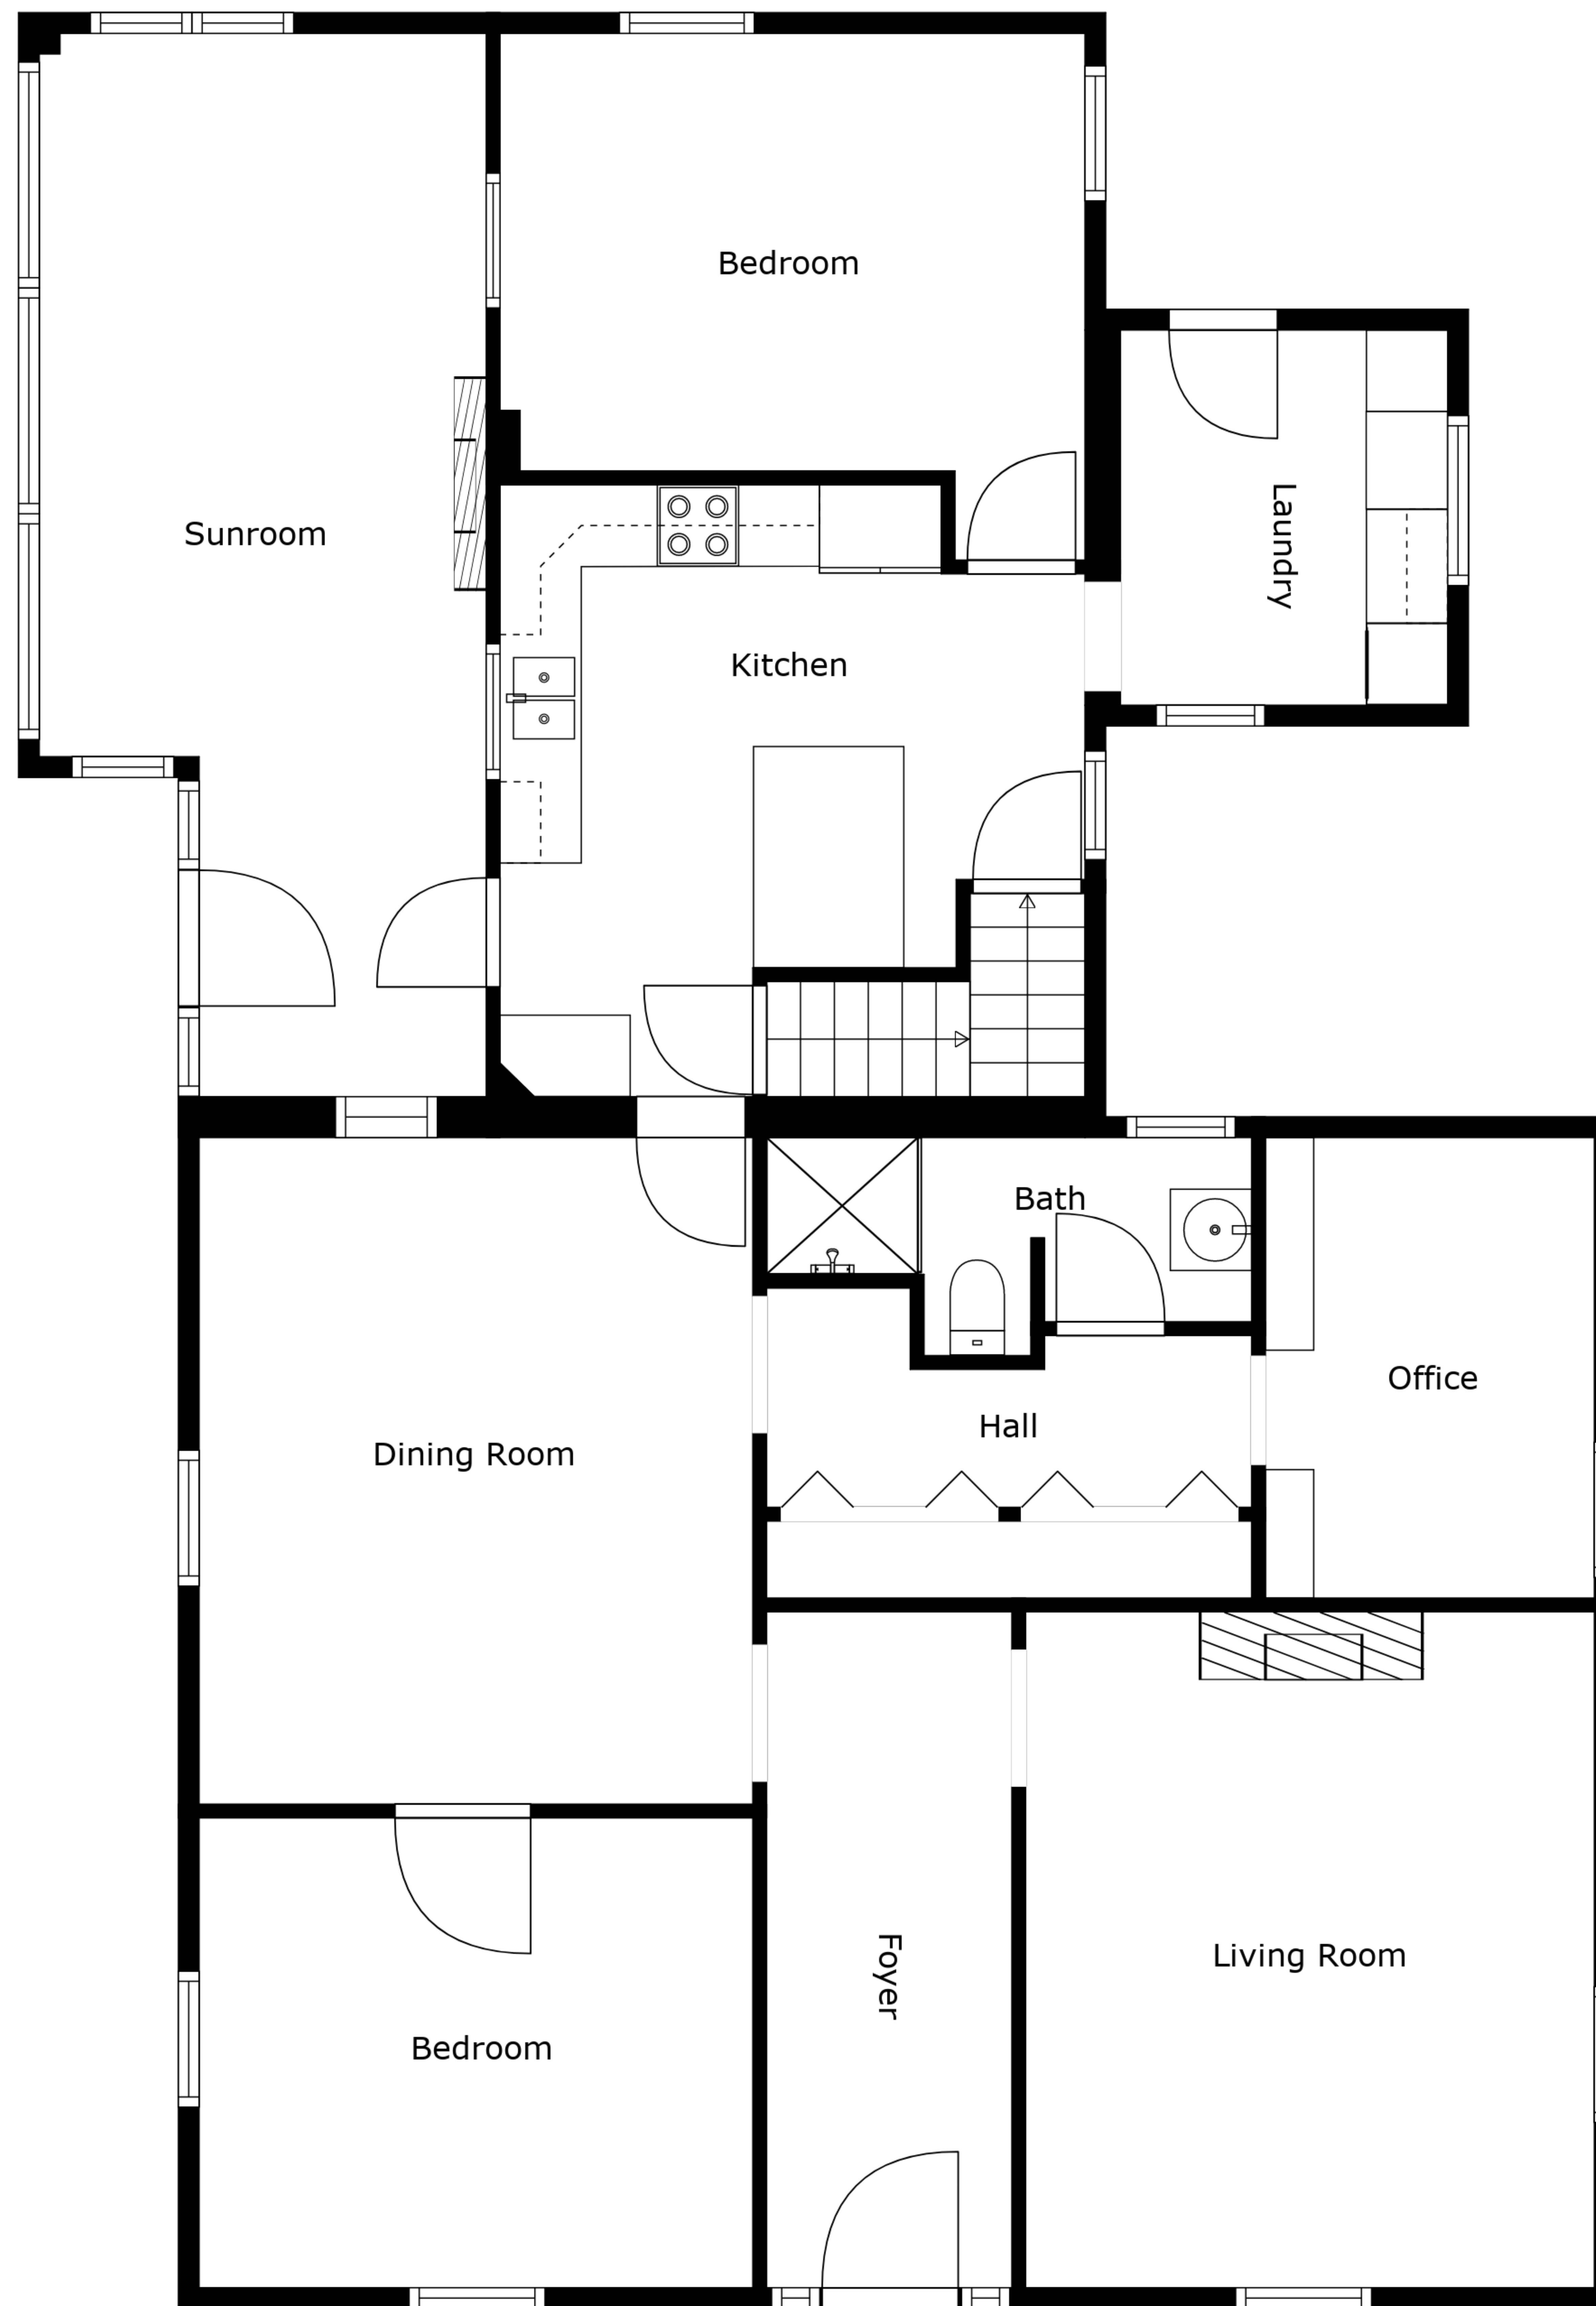 Bedroom
Sunroom
Laundry
Kitchen
Bath
Office
Hall
Dining Room
Foyer
Living Room
Bedroom